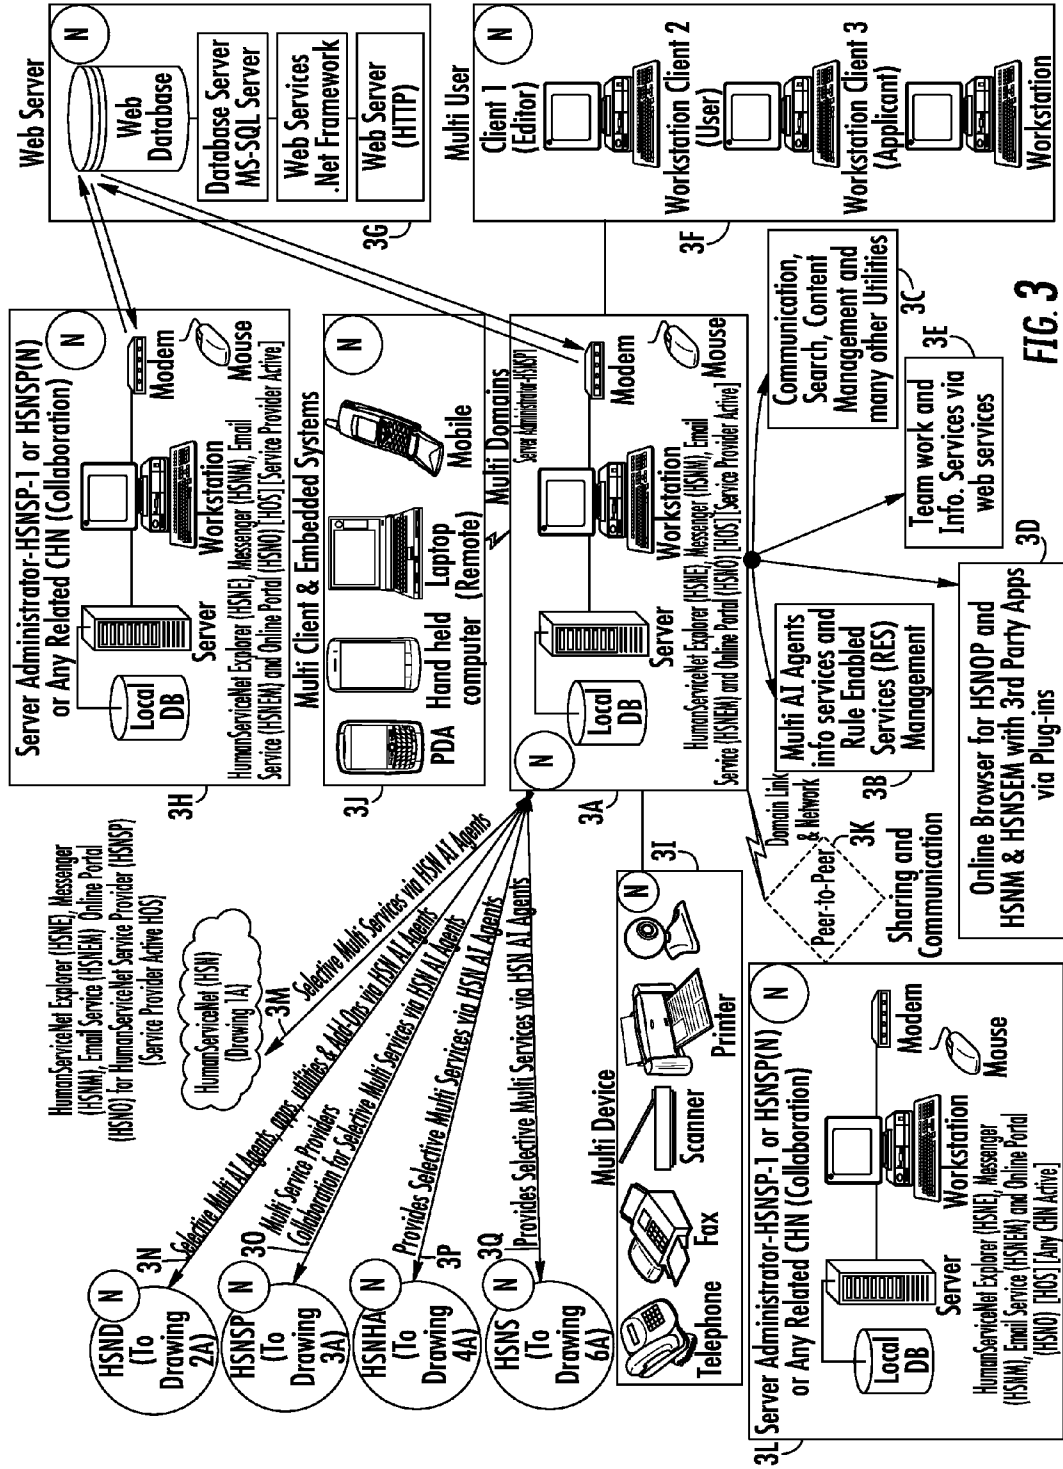 HumanServiceNet Explorer (HSNE), Messenger
(HSNM), Email Service (HSNEM) Online Portal
(HSNO) for HumanServiceNet Service Provider (HSNSP)
(Service Provider Active HOS)
HumanServiceNet (HSN)
(Drawing 1A)
3M
Selective Multi Services via HSN AI Agents
HSND
(To
Drawing
2A)
N
3N
Selective Multi AI Agents, apps, utilities & Add-Ons via HSN AI Agents
HSNSP
(To
Drawing
3A)
N
3O
Multi Service Providers
Collaboration for Selective Multi Services via HSN AI Agents
HSNHA
(To
Drawing
4A)
N
3P
Provides Selective Multi Services via HSN AI Agents
HSNS
(To
Drawing
6A)
N
3Q
Provides Selective Multi Services via HSN AI Agents
3H
Server Administrator-HSNSP-1 or HSNSP(N)
or Any Related CHN (Collaboration)
N
Local
DB
Server
Workstation
Modem
Mouse
HumanServiceNet Explorer (HSNE), Messenger (HSNM), Email
Service (HSNEM) and Online Portal (HSNO) [HOS] [Service Provider Active]
Web Server
N
Web
Database
Database Server
MS-SQL Server
Web Services
.Net Framework
Web Server
(HTTP)
3G
3J
Multi Client & Embedded Systems
N
PDA
Hand held
computer
Laptop
(Remote)
Mobile
Multi Domains
Server Administrator-HSNSP
N
3A
Local
DB
Server
Workstation
Modem
Mouse
HumanServiceNet Explorer (HSNE), Messenger (HSNM), Email
Service (HSNEM) and Online Portal (HSNO) [HOS] [Service Provider Active]
Multi User
N
Client 1
(Editor)
Workstation Client 2
(User)
Workstation Client 3
(Applicant)
Workstation
3F
3I
Multi Device
N
Telephone
Fax
Scanner
Printer
Domain Link
& Network
Peer-to-Peer
3K
Sharing and
Communication
Multi AI Agents
info services and
Rule Enabled
Services (RES)
Management
3B
Communication,
Search, Content
Management and
many other Utilities
3C
Team work and
Info. Services via
web services
3E
Online Browser for HSNOP and
HSNM & HSNSEM with 3rd Party Apps
via Plug-ins
3D
3L
Server Administrator-HSNSP-1 or HSNSP(N)
or Any Related CHN (Collaboration)
N
Local
DB
Server
Workstation
Modem
Mouse
HumanServiceNet Explorer (HSNE), Messenger
(HSNM), Email Service (HSNEM) and Online Portal
(HSNO) [HOS] [Any CHN Active]
FIG. 3